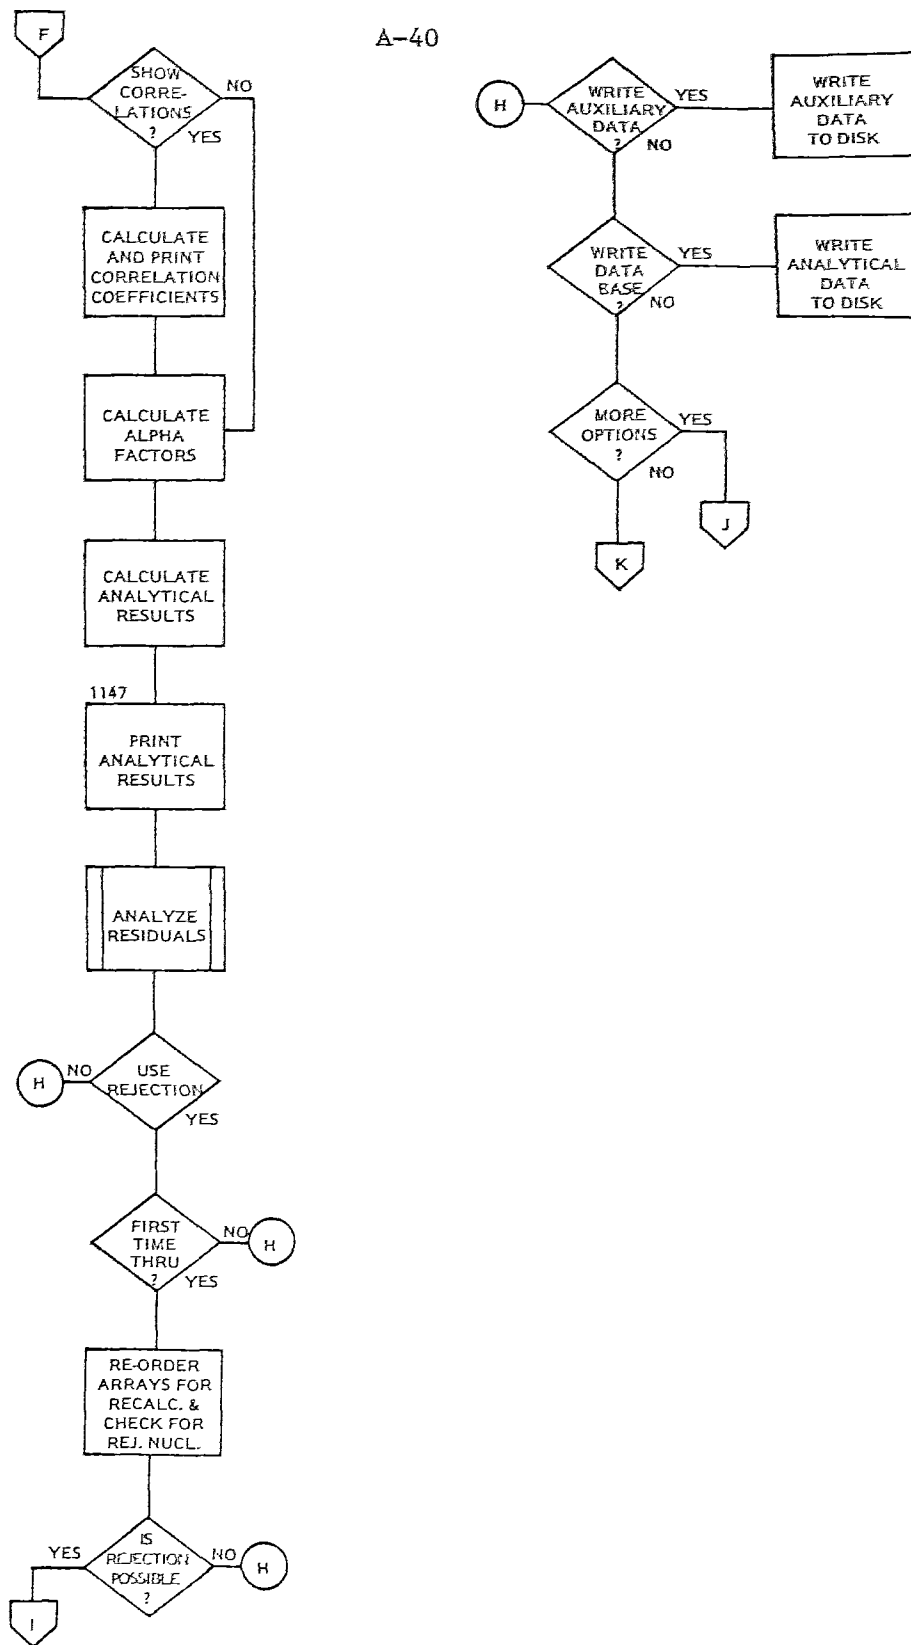 A-40
F
SHOW
CORRE-
LATIONS
?
NO
YES
CALCULATE
AND PRINT
CORRELATION
COEFFICIENTS
CALCULATE
ALPHA
FACTORS
CALCULATE
ANALYTICAL
RESULTS
1147
PRINT
ANALYTICAL
RESULTS
ANALYZE
RESIDUALS
H
NO
USE
REJECTION
YES
FIRST
TIME
THRU
?
NO
H
YES
RE-ORDER
ARRAYS FOR
RECALC. &
CHECK FOR
REJ. NUCL.
YES
IS
REJECTION
POSSIBLE
?
NO
H
I
H
WRITE
AUXILIARY
DATA
?
YES
NO
WRITE
AUXILIARY
DATA
TO DISK
WRITE
DATA
BASE
?
YES
NO
WRITE
ANALYTICAL
DATA
TO DISK
MORE
OPTIONS
?
YES
NO
J
K